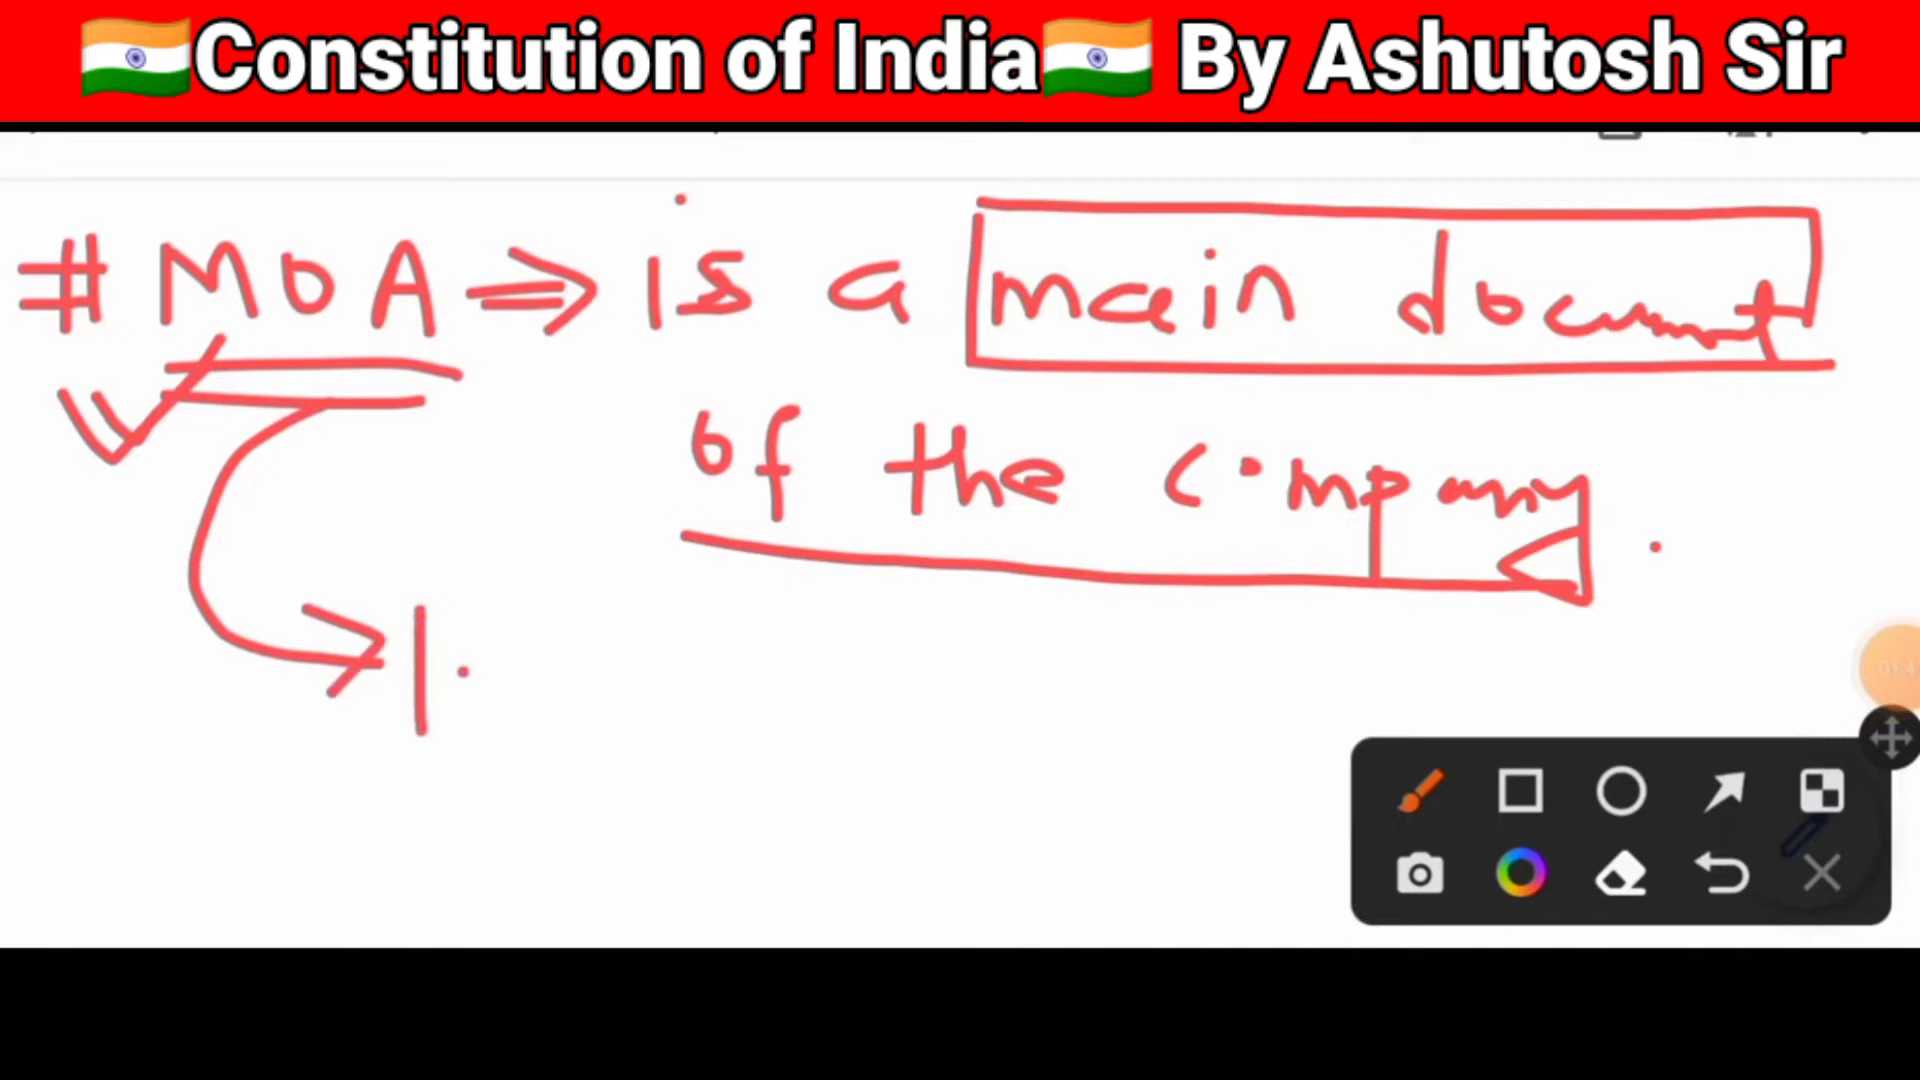 🇮🇳Constitution of India🇮🇳 By Ashutosh Sir
# MOA ⇒ is a main document
of the company.
1.